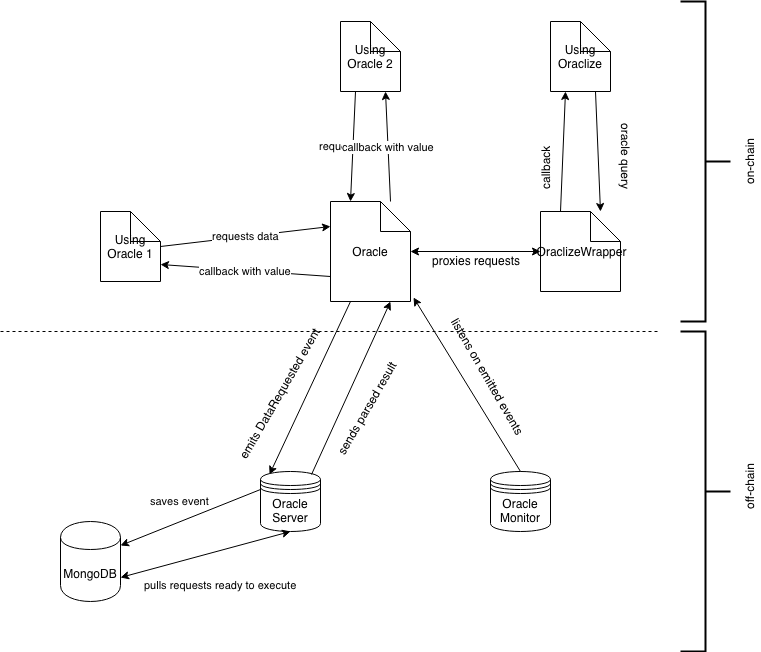 Using
Oracle 2
Using
Oraclize
callback with value
callback
oracle query
on-chain
Using
Oracle 1
requests data
callback with value
Oracle
proxies requests
OraclizeWrapper
emits DataRequested event
sends parsed result
listens on emitted events
off-chain
saves event
Oracle
Server
Oracle
Monitor
MongoDB
pulls requests ready to execute